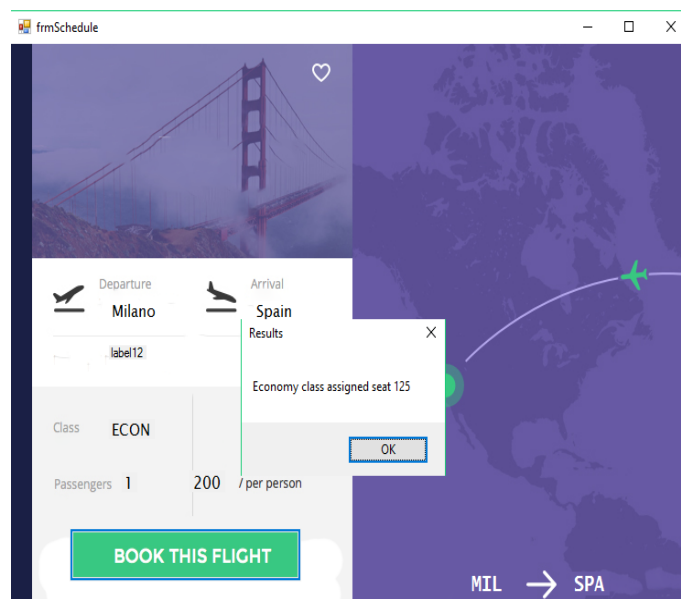 frmSchedule
Departure
Milano
Arrival
Spain
label12
Results
Economy class assigned seat 125
OK
Class
ECON
Passengers
1
200
/ per person
BOOK THIS FLIGHT
MIL → SPA